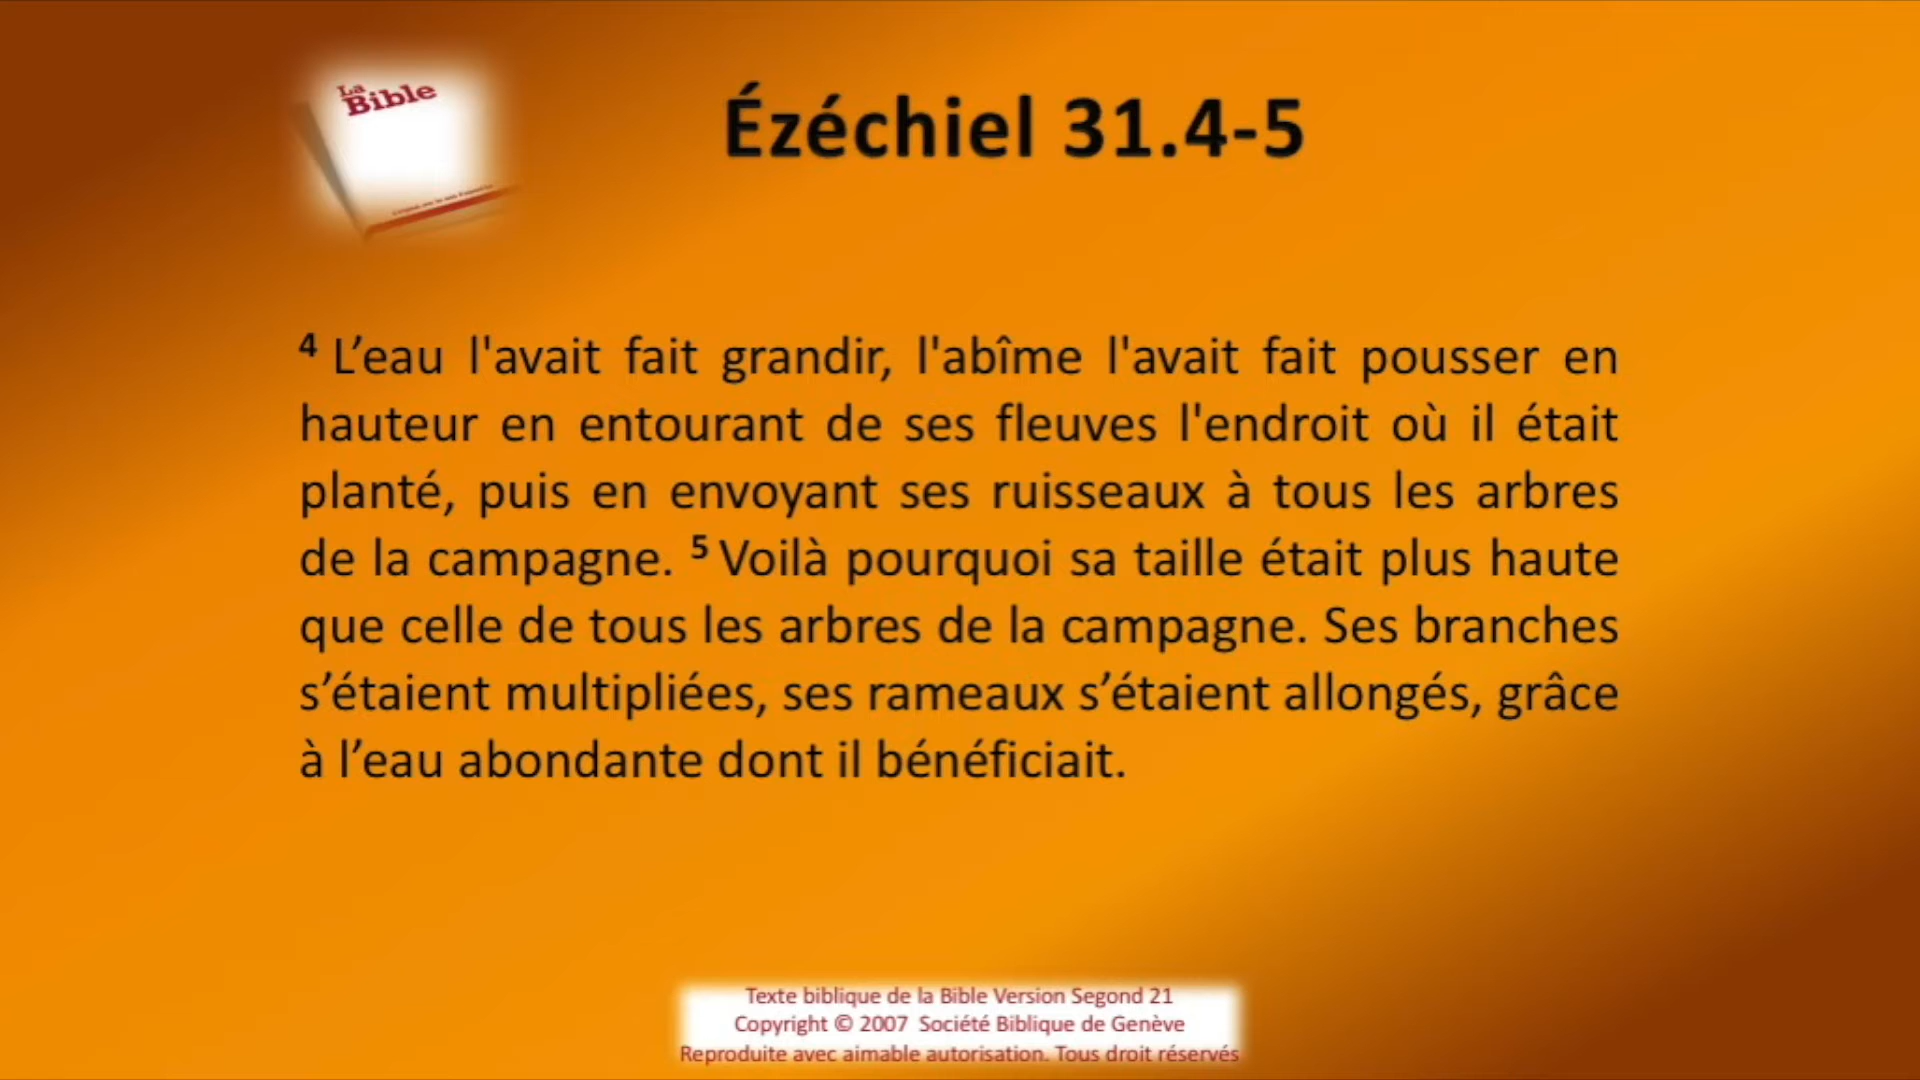 La
Bible
Ézéchiel 31.4-5
4 L’eau l'avait fait grandir, l'abîme l'avait fait pousser en
hauteur en entourant de ses fleuves l'endroit où il était
planté, puis en envoyant ses ruisseaux à tous les arbres
de la campagne. 5 Voilà pourquoi sa taille était plus haute
que celle de tous les arbres de la campagne. Ses branches
s’étaient multipliées, ses rameaux s’étaient allongés, grâce
à l’eau abondante dont il bénéficiait.
Texte biblique de la Bible Version Segond 21
Copyright © 2007 Société Biblique de Genève
Reproduite avec aimable autorisation. Tous droit réservés